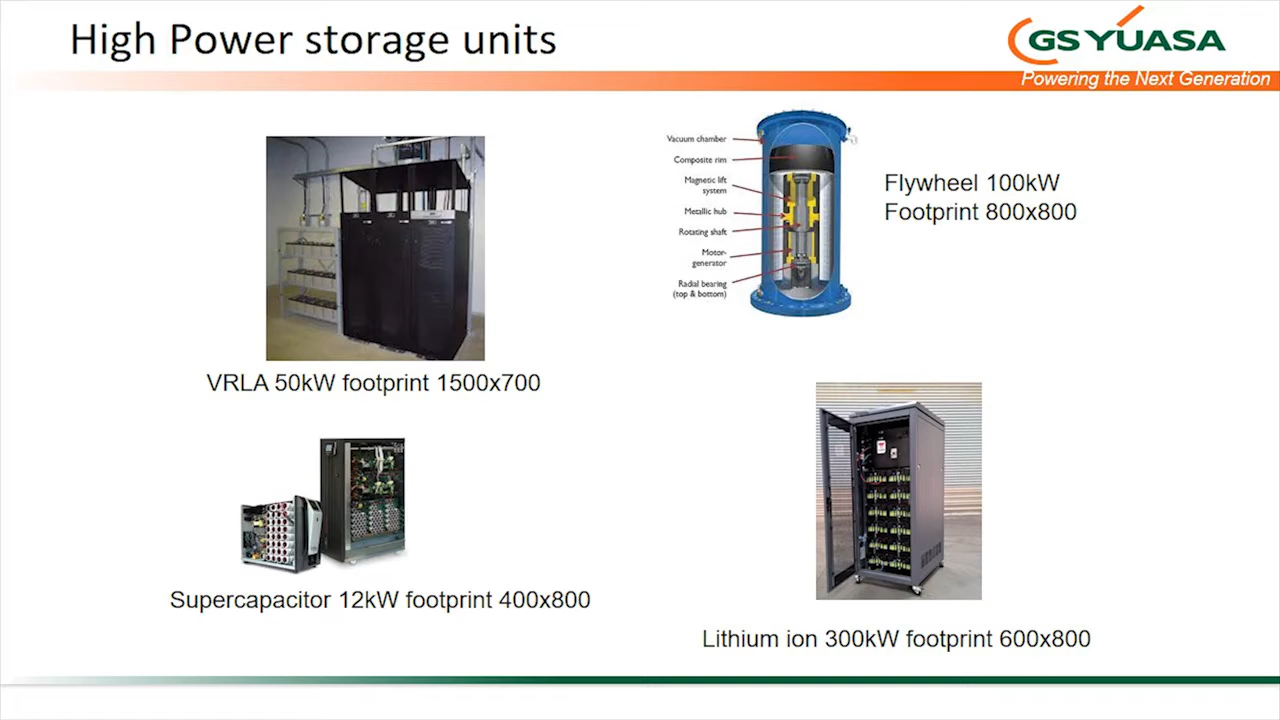 High Power storage units
GS YUASA
Powering the Next Generation
Vacuum chamber
Composite rim
Magnetic lift
system
Metallic hub
Rotating shaft
Motor-
generator
Radial bearing
(top & bottom)
Flywheel 100kW
Footprint 800x800
VRLA 50kW footprint 1500x700
Supercapacitor 12kW footprint 400x800
Lithium ion 300kW footprint 600x800